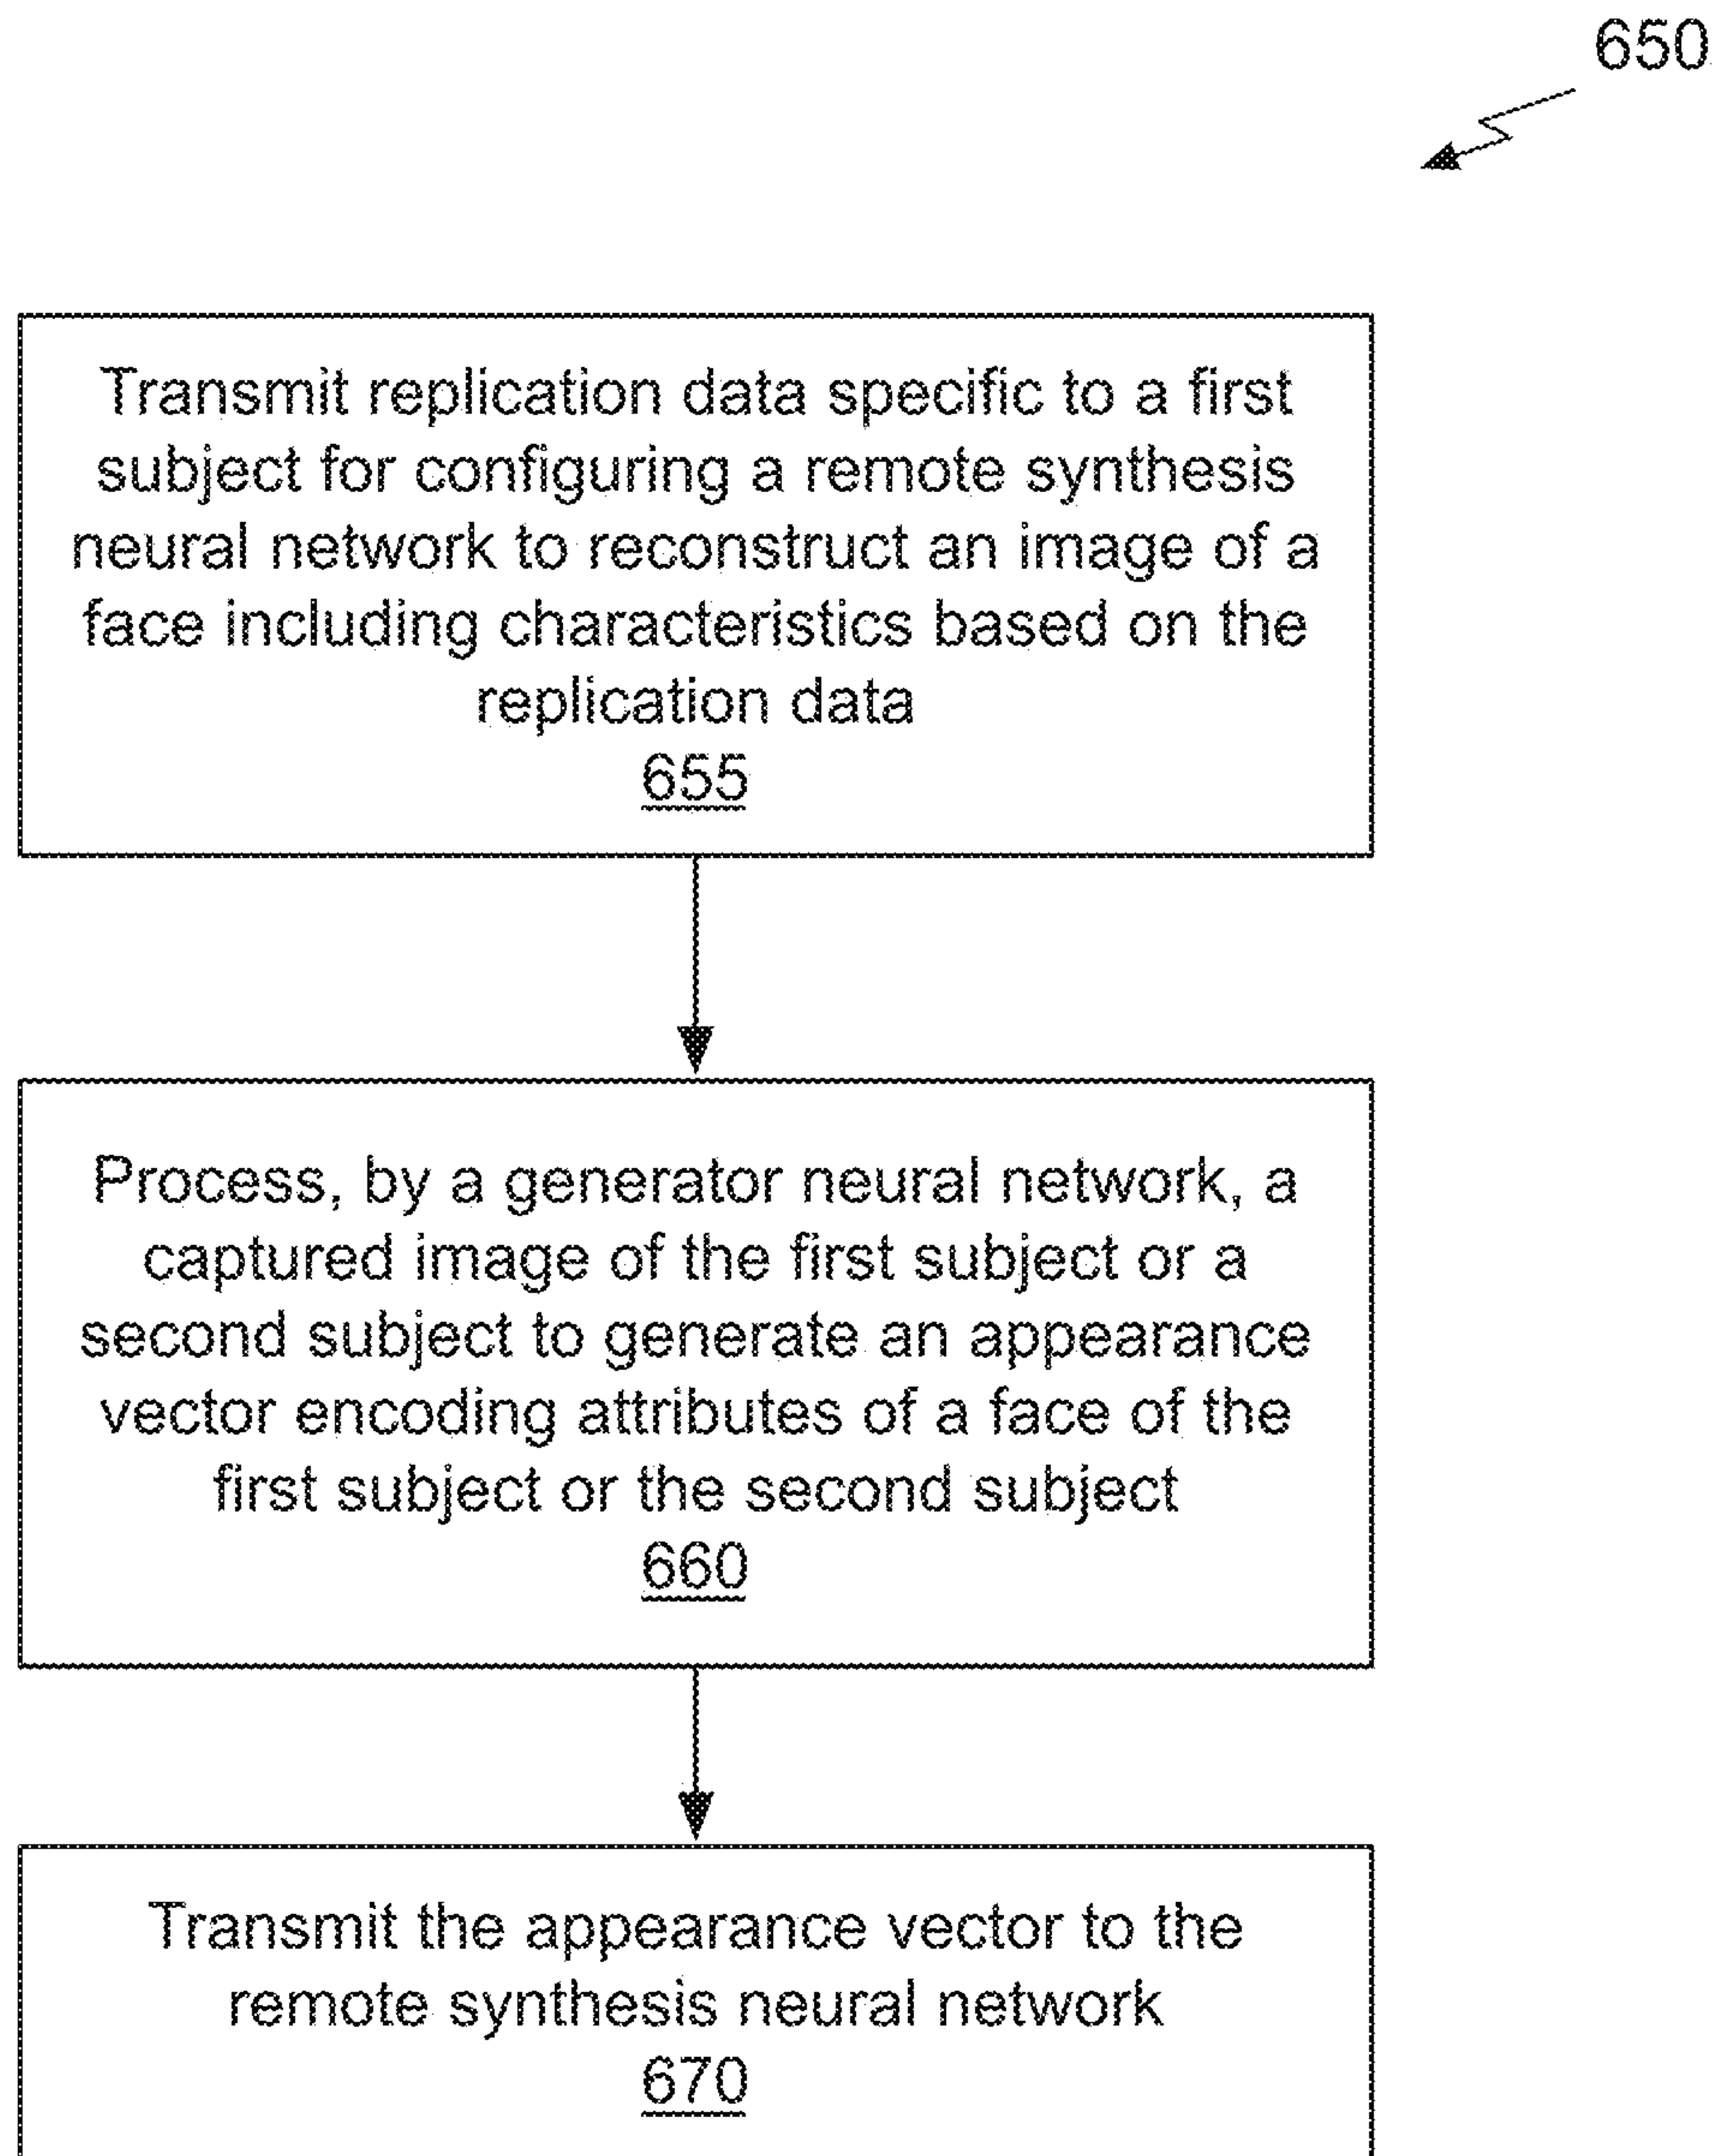 650
Transmit replication data specific to a first
subject for configuring a remote synthesis
neural network to reconstruct an image of a
face including characteristics based on the
replication data
655
Process, by a generator neural network, a
captured image of the first subject or a
second subject to generate an appearance
vector encoding attributes of a face of the
first subject or the second subject
660
Transmit the appearance vector to the
remote synthesis neural network
670